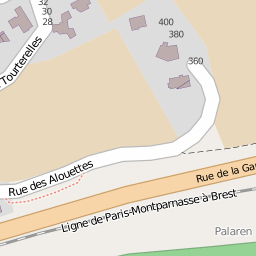 32
30
28
400
380
360
Tourterelles
Rue des Alouettes
Rue de la Ga
Ligne de Paris-Montparnasse à Brest
Palaren